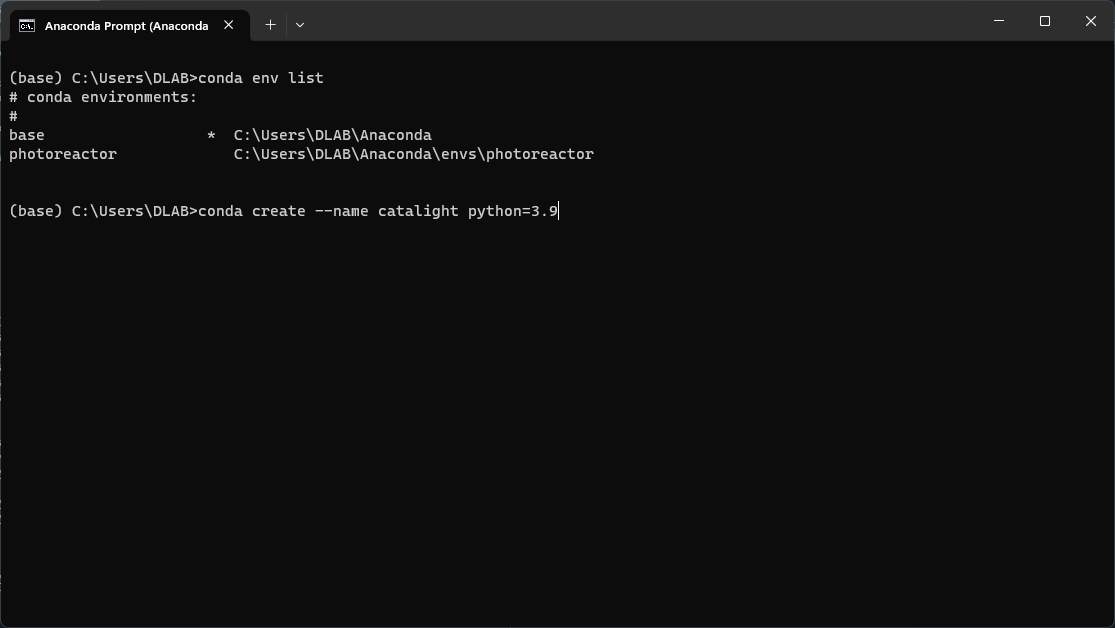 Anaconda Prompt (Anaconda
(base) C:\Users\DLAB>conda env list
# conda environments:
#
base                  *  C:\Users\DLAB\Anaconda
photoreactor             C:\Users\DLAB\Anaconda\envs\photoreactor
(base) C:\Users\DLAB>conda create --name catalight python=3.9